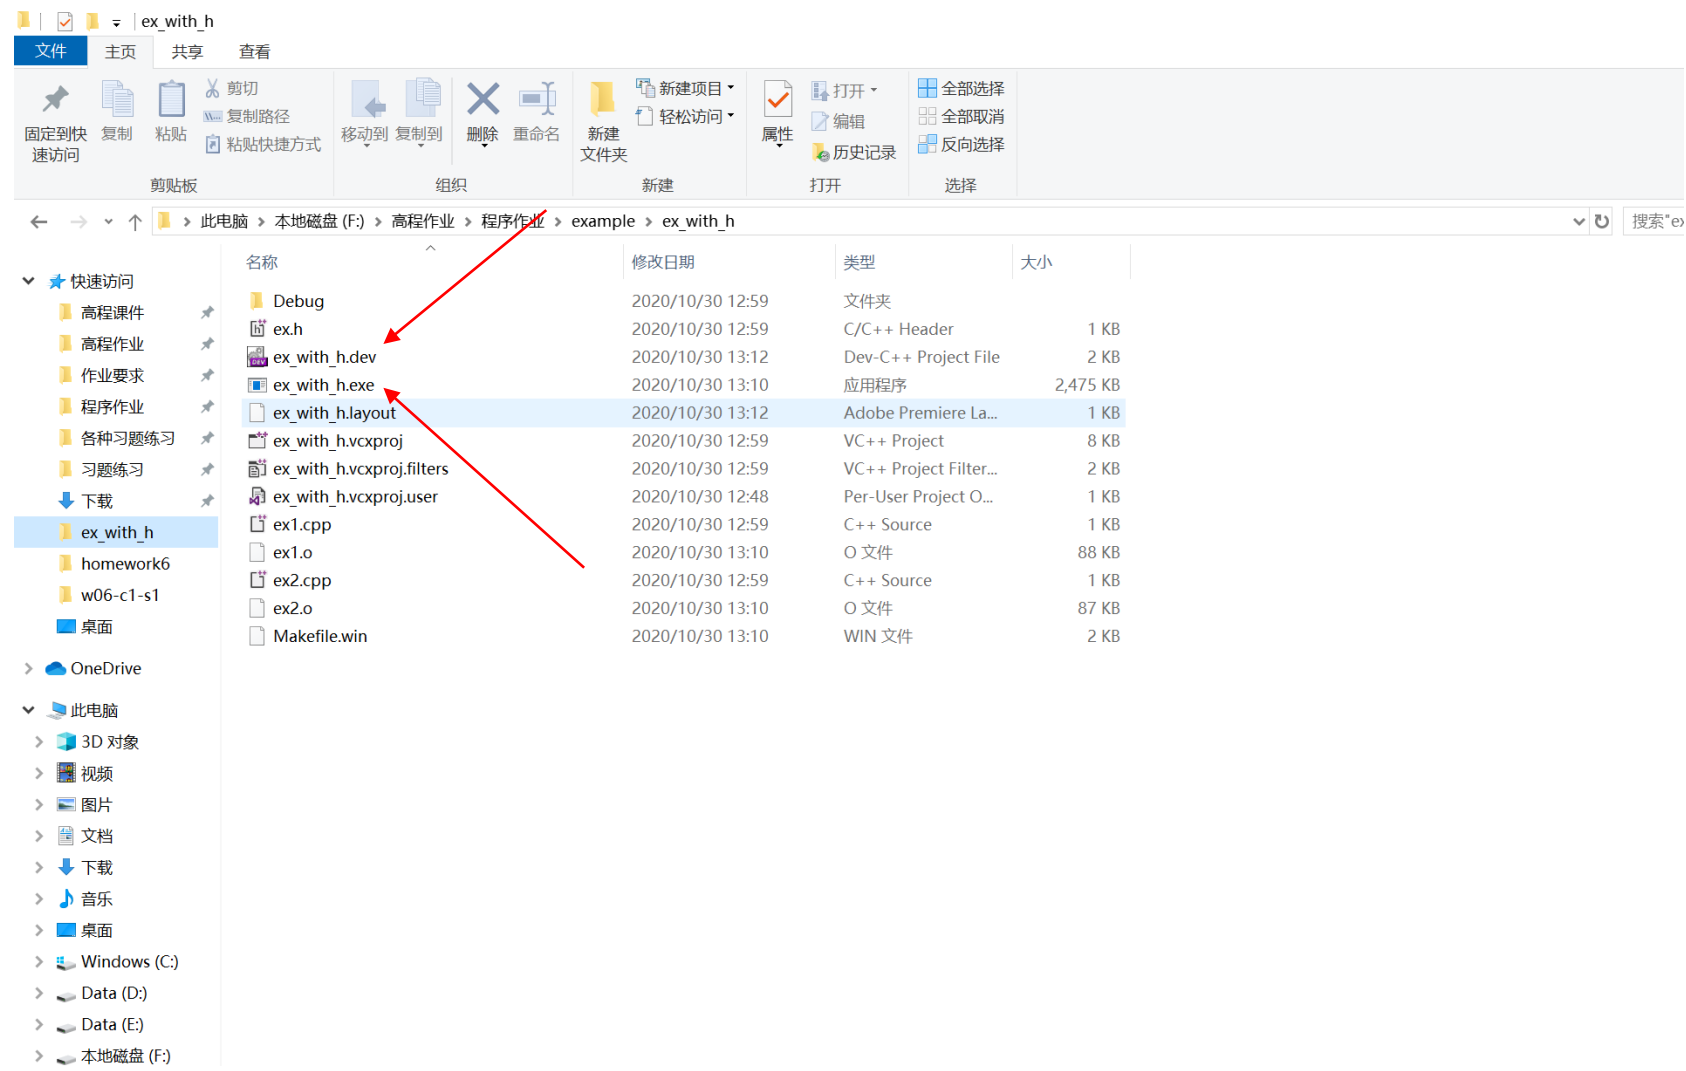 ex_with_h
文件 主页 共享 查看
固定到快速访问
复制
粘贴
剪切
复制路径
粘贴快捷方式
剪贴板
移动到
复制到
删除
重命名
组织
新建文件夹
新建项目
轻松访问
新建
属性
打开
编辑
历史记录
打开
全部选择
全部取消
反向选择
选择
此电脑 > 本地磁盘 (F:) > 高程作业 > 程序作业 > example > ex_with_h
搜索"ex
名称 修改日期 类型 大小
Debug 2020/10/30 12:59 文件夹
ex.h 2020/10/30 12:59 C/C++ Header 1 KB
ex_with_h.dev 2020/10/30 13:12 Dev-C++ Project File 2 KB
ex_with_h.exe 2020/10/30 13:10 应用程序 2,475 KB
ex_with_h.layout 2020/10/30 13:12 Adobe Premiere La... 1 KB
ex_with_h.vcxproj 2020/10/30 12:59 VC++ Project 8 KB
ex_with_h.vcxproj.filters 2020/10/30 12:59 VC++ Project Filter... 2 KB
ex_with_h.vcxproj.user 2020/10/30 12:48 Per-User Project O... 1 KB
ex1.cpp 2020/10/30 12:59 C++ Source 1 KB
ex1.o 2020/10/30 13:10 O 文件 88 KB
ex2.cpp 2020/10/30 12:59 C++ Source 1 KB
ex2.o 2020/10/30 13:10 O 文件 87 KB
Makefile.win 2020/10/30 13:10 WIN 文件 2 KB
快速访问
高程课件
高程作业
作业要求
程序作业
各种习题练习
习题练习
下载
ex_with_h
homework6
w06-c1-s1
桌面
OneDrive
此电脑
3D 对象
视频
图片
文档
下载
音乐
桌面
Windows (C:)
Data (D:)
Data (E:)
本地磁盘 (F:)